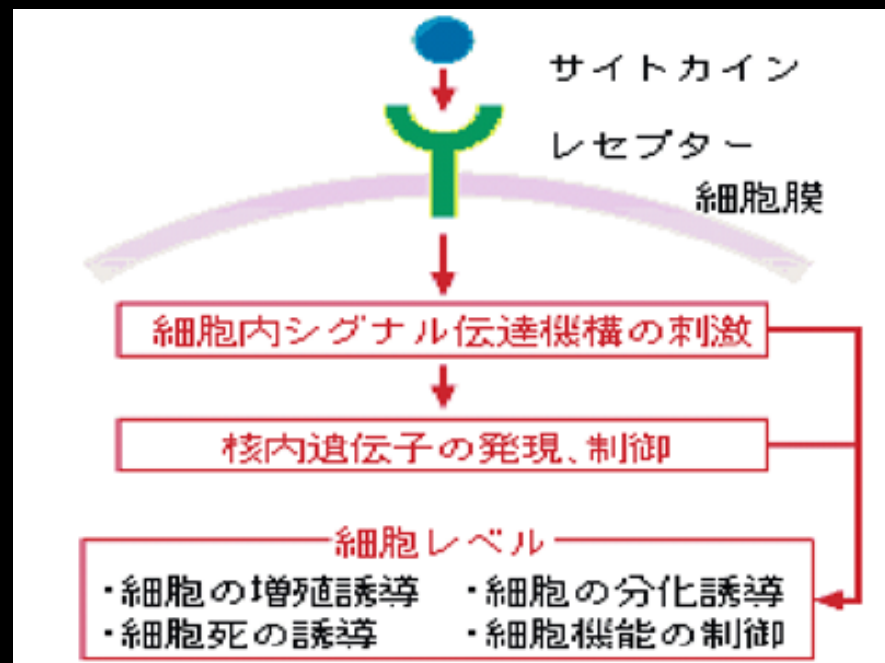 サイトカイン
レセプター
細胞膜
細胞内シグナル伝達機構の刺激
核内遺伝子の発現、制御
細胞レベル
・細胞の増殖誘導 ・細胞の分化誘導
・細胞死の誘導 ・細胞機能の制御